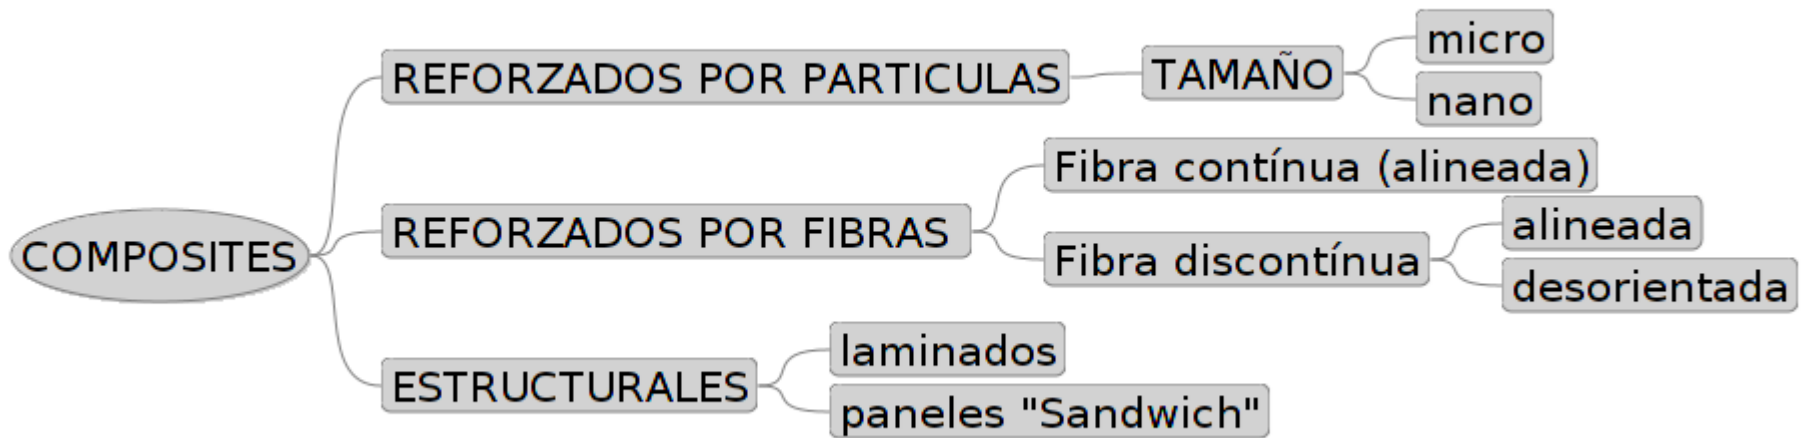 COMPOSITES
REFORZADOS POR PARTICULAS
TAMAÑO
micro
nano
REFORZADOS POR FIBRAS
Fibra contínua (alineada)
Fibra discontínua
alineada
desorientada
ESTRUCTURALES
laminados
paneles "Sandwich"